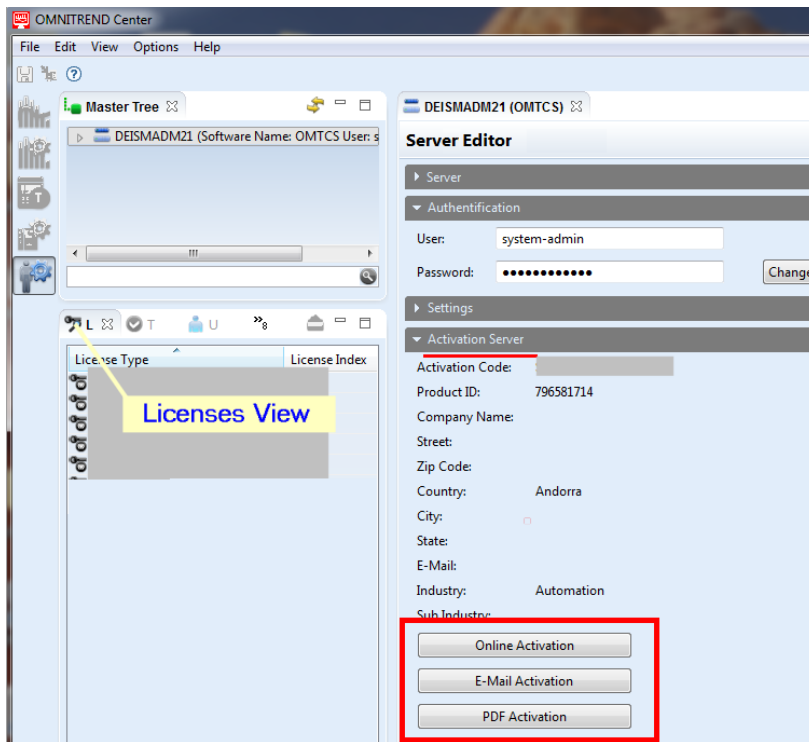 OMNITREND Center
File Edit View Options Help
Master Tree
DEISMADM21 (Software Name: OMTCS User: s
L T U »8
License Type License Index
Licenses View
DEISMADM21 (OMTCS)
Server Editor
Server
Authentification
User: system-admin
Password: ●●●●●●●●●●●●
Change
Settings
Activation Server
Activation Code:
Product ID: 796581714
Company Name:
Street:
Zip Code:
Country: Andorra
City:
State:
E-Mail:
Industry: Automation
Sub Industry:
Online Activation
E-Mail Activation
PDF Activation